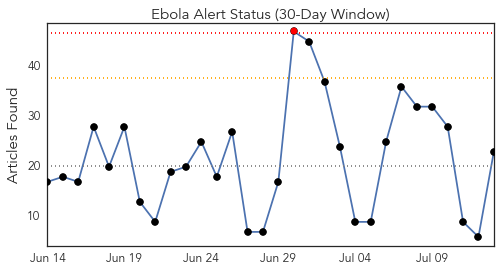 Ebola Alert Status (30-Day Window)
Articles Found
40
30
20
10
Jun 14
Jun 19
Jun 24
Jun 29
Jul 04
Jul 09